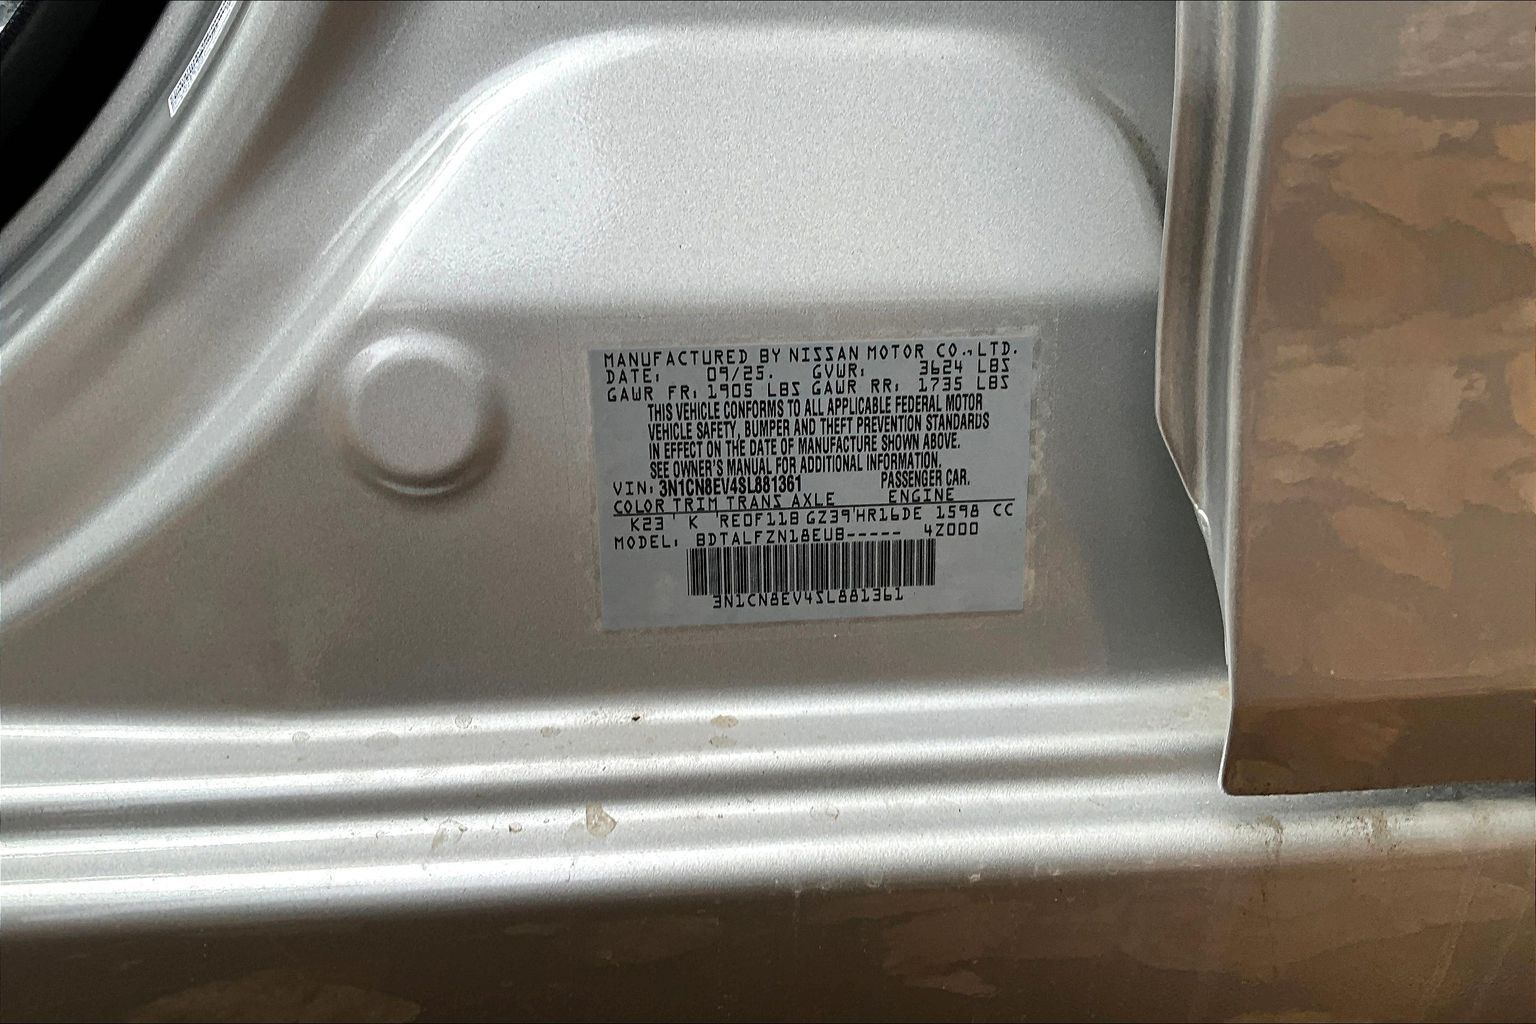 MANUFACTURED BY NISSAN MOTOR CO.,LTD.
DATE: 09/25. GVWR: 3624 LBS
GAWR FR: 1905 LBS GAWR RR: 1735 LBS
THIS VEHICLE CONFORMS TO ALL APPLICABLE FEDERAL MOTOR
VEHICLE SAFETY, BUMPER AND THEFT PREVENTION STANDARDS
IN EFFECT ON THE DATE OF MANUFACTURE SHOWN ABOVE.
SEE OWNER'S MANUAL FOR ADDITIONAL INFORMATION.
VIN: 3N1CN8EV4SL881361 PASSENGER CAR.
COLOR TRIM TRANS AXLE ENGINE
K23 K RE0F11B GZ39 HR16DE 1598 CC
MODEL: BDTALFZN18EUB----- 4Z000
3N1CN8EV4SL881361